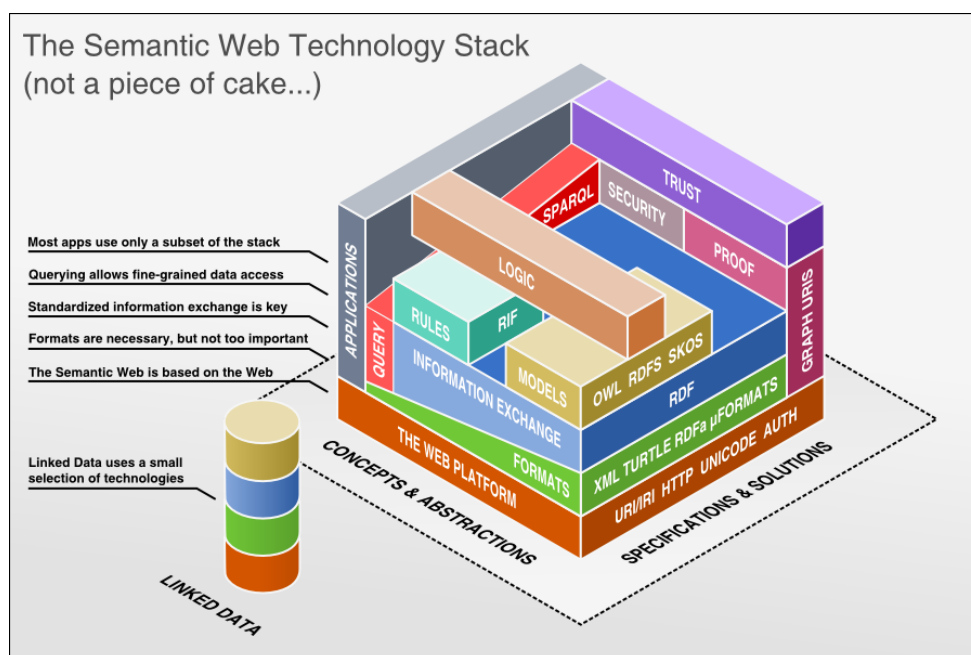 The Semantic Web Technology Stack
(not a piece of cake...)
Most apps use only a subset of the stack
Querying allows fine-grained data access
Standardized information exchange is key
Formats are necessary, but not too important
The Semantic Web is based on the Web
Linked Data uses a small
selection of technologies
LINKED DATA
APPLICATIONS
TRUST
SPARQL
SECURITY
PROOF
LOGIC
RULES
RIF
QUERY
GRAPH URIS
MODELS
OWL RDFS SKOS
INFORMATION EXCHANGE
RDF
FORMATS
XML TURTLE RDFa µFORMATS
THE WEB PLATFORM
URI/IRI HTTP UNICODE AUTH
CONCEPTS & ABSTRACTIONS
SPECIFICATIONS & SOLUTIONS